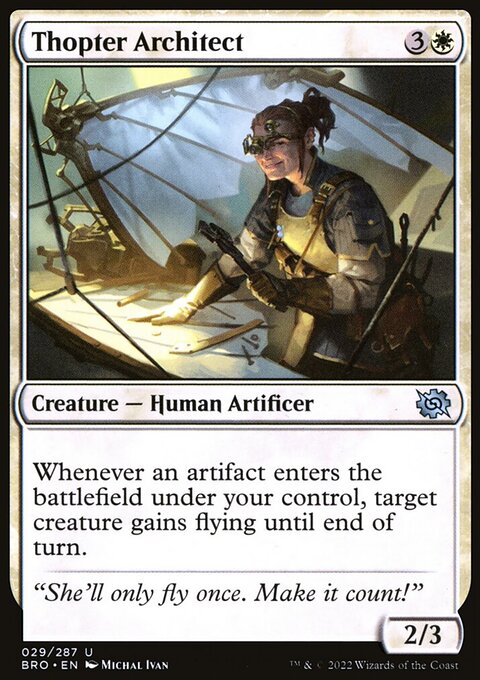 Thopter Architect 3
Creature — Human Artificer
Whenever an artifact enters the
battlefield under your control, target
creature gains flying until end of
turn.
“She’ll only fly once. Make it count!”
2/3
029/287 U
BRO • EN Michal Ivan
™ & © 2022 Wizards of the Coast